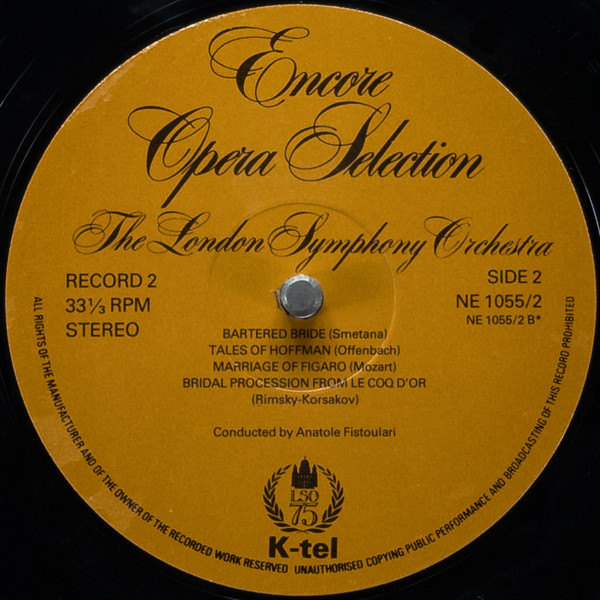 Encore
Opera Selection
The London Symphony Orchestra
RECORD 2
33⅓ RPM
STEREO
SIDE 2
NE 1055/2
NE 1055/2 B*
BARTERED BRIDE (Smetana)
TALES OF HOFFMAN (Offenbach)
MARRIAGE OF FIGARO (Mozart)
BRIDAL PROCESSION FROM LE COQ D'OR
(Rimsky-Korsakov)
Conducted by Anatole Fistoulari
LSO
75
K-tel
ALL RIGHTS OF THE MANUFACTURER AND OF THE OWNER OF THE RECORDED WORK RESERVED UNAUTHORISED COPYING PUBLIC PERFORMANCE AND BROADCASTING OF THIS RECORD PROHIBITED